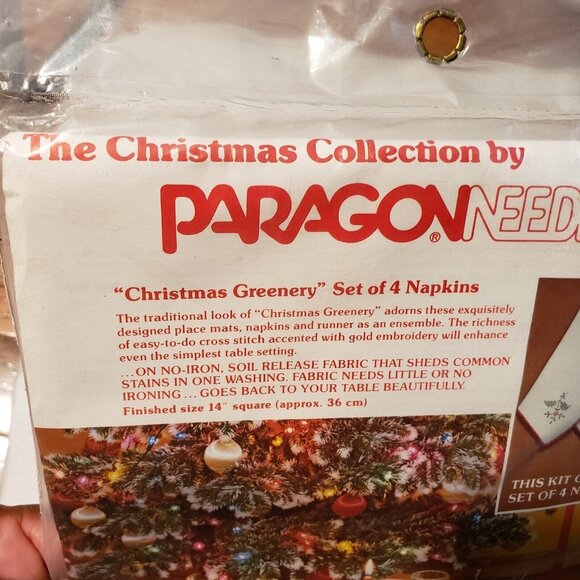 The Christmas Collection by
PARAGON NEED
®
"Christmas Greenery" Set of 4 Napkins
The traditional look of "Christmas Greenery" adorns these exquisitely
designed place mats, napkins and runner as an ensemble. The richness
of easy-to-do cross stitch accented with gold embroidery will enhance
even the simplest table setting.
...ON NO-IRON, SOIL RELEASE FABRIC THAT SHEDS COMMON
STAINS IN ONE WASHING. FABRIC NEEDS LITTLE OR NO
IRONING...GOES BACK TO YOUR TABLE BEAUTIFULLY.
Finished size 14" square (approx. 36 cm)
THIS KIT
SET OF 4 N